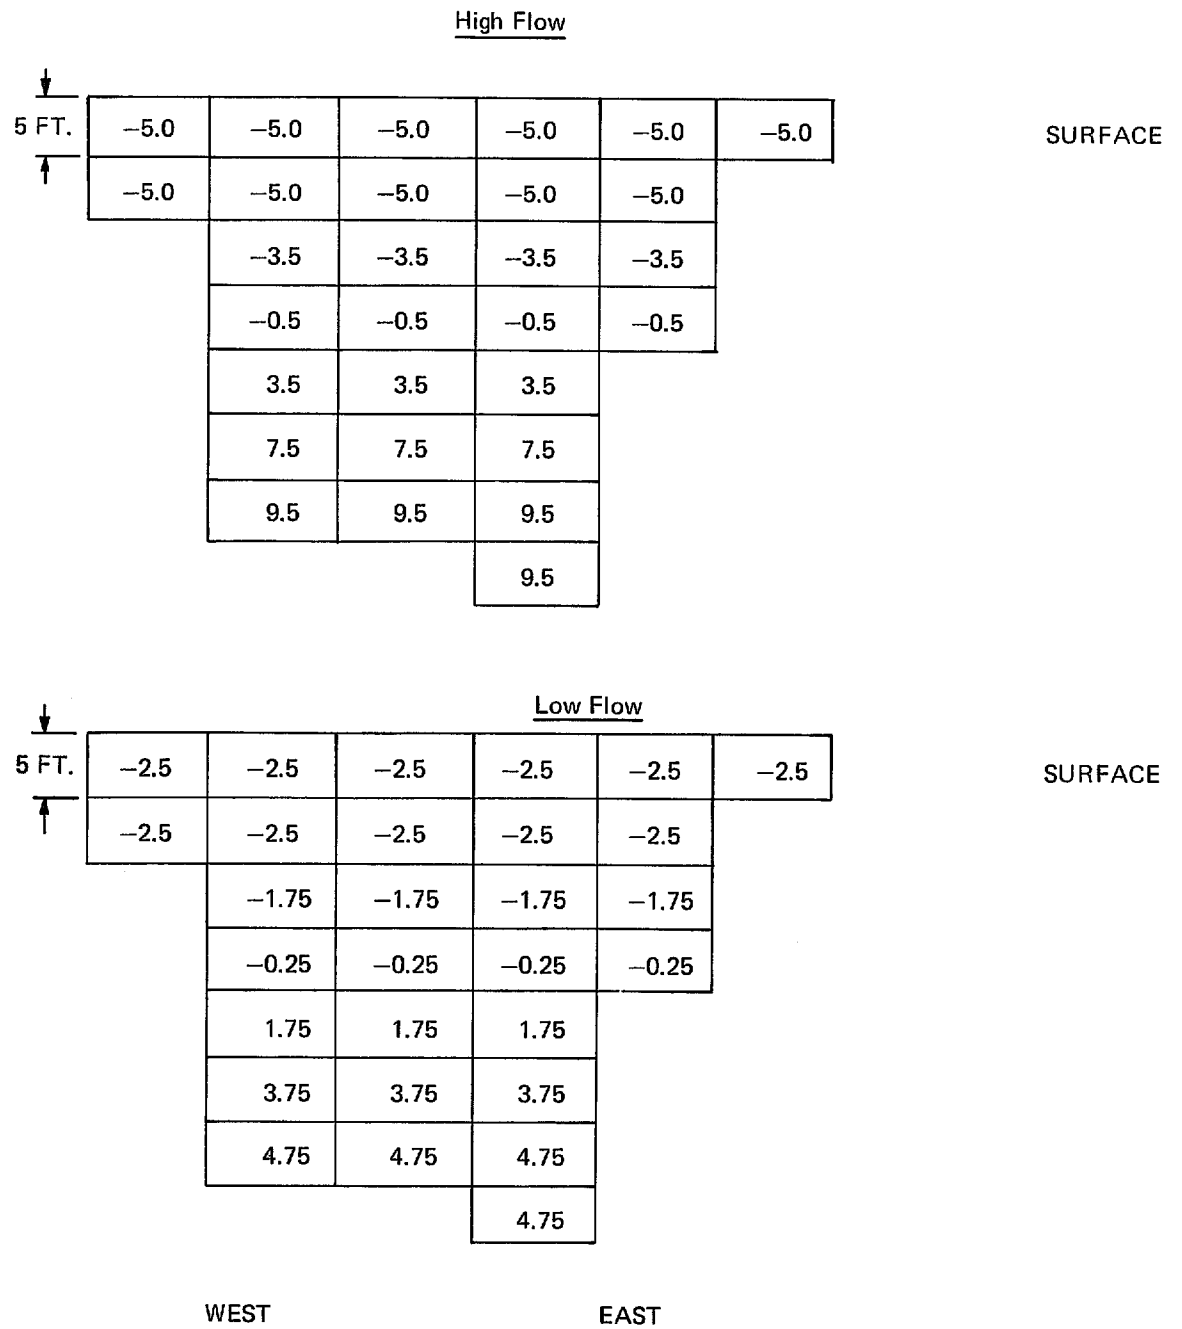 High Flow
5 FT. −5.0 −5.0 −5.0 −5.0 −5.0 −5.0 SURFACE
−5.0 −5.0 −5.0 −5.0 −5.0
−3.5 −3.5 −3.5 −3.5
−0.5 −0.5 −0.5 −0.5
3.5 3.5 3.5
7.5 7.5 7.5
9.5 9.5 9.5
9.5
Low Flow
5 FT. −2.5 −2.5 −2.5 −2.5 −2.5 −2.5 SURFACE
−2.5 −2.5 −2.5 −2.5 −2.5
−1.75 −1.75 −1.75 −1.75
−0.25 −0.25 −0.25 −0.25
1.75 1.75 1.75
3.75 3.75 3.75
4.75 4.75 4.75
4.75
WEST EAST